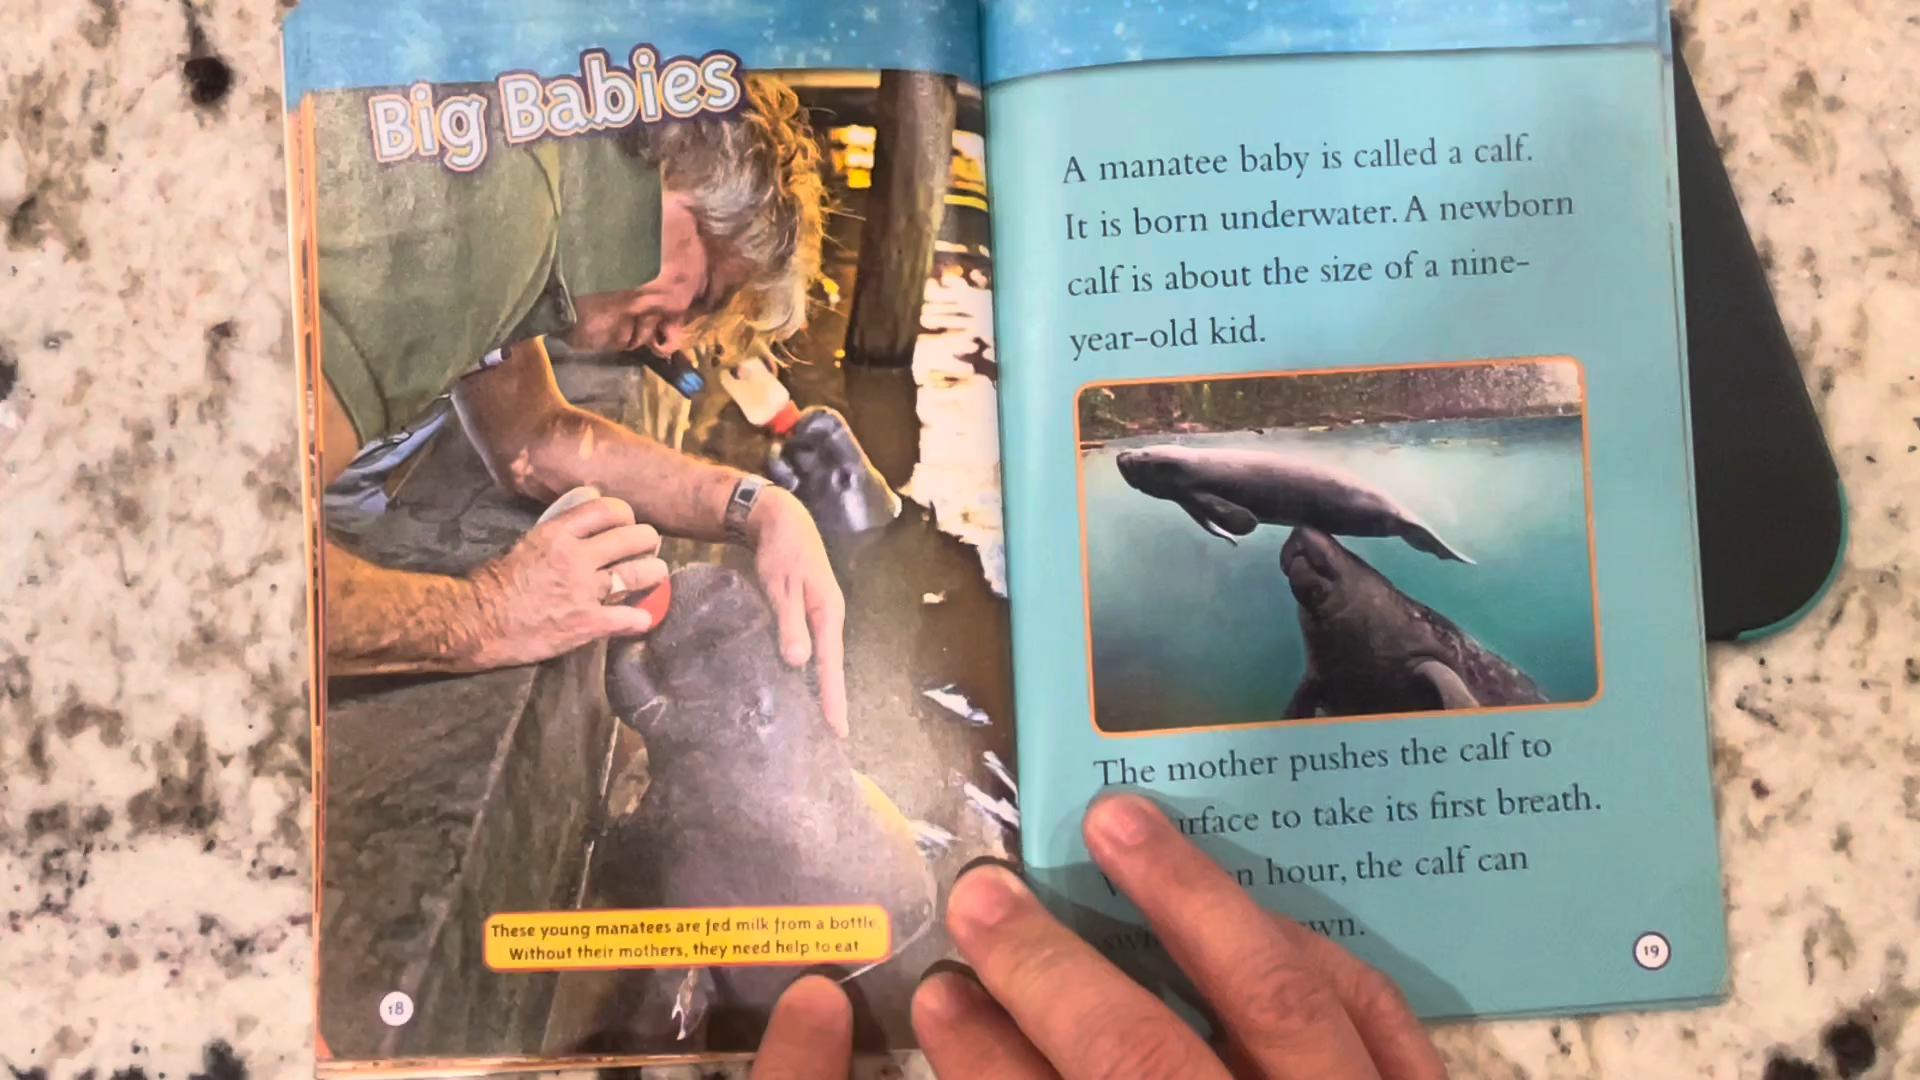 Big Babies
These young manatees are fed milk from a bottle
Without their mothers, they need help to eat
18
A manatee baby is called a calf.
It is born underwater. A newborn
calf is about the size of a nine-
year-old kid.
The mother pushes the calf to
to take its first breath.
hour, the calf can
19